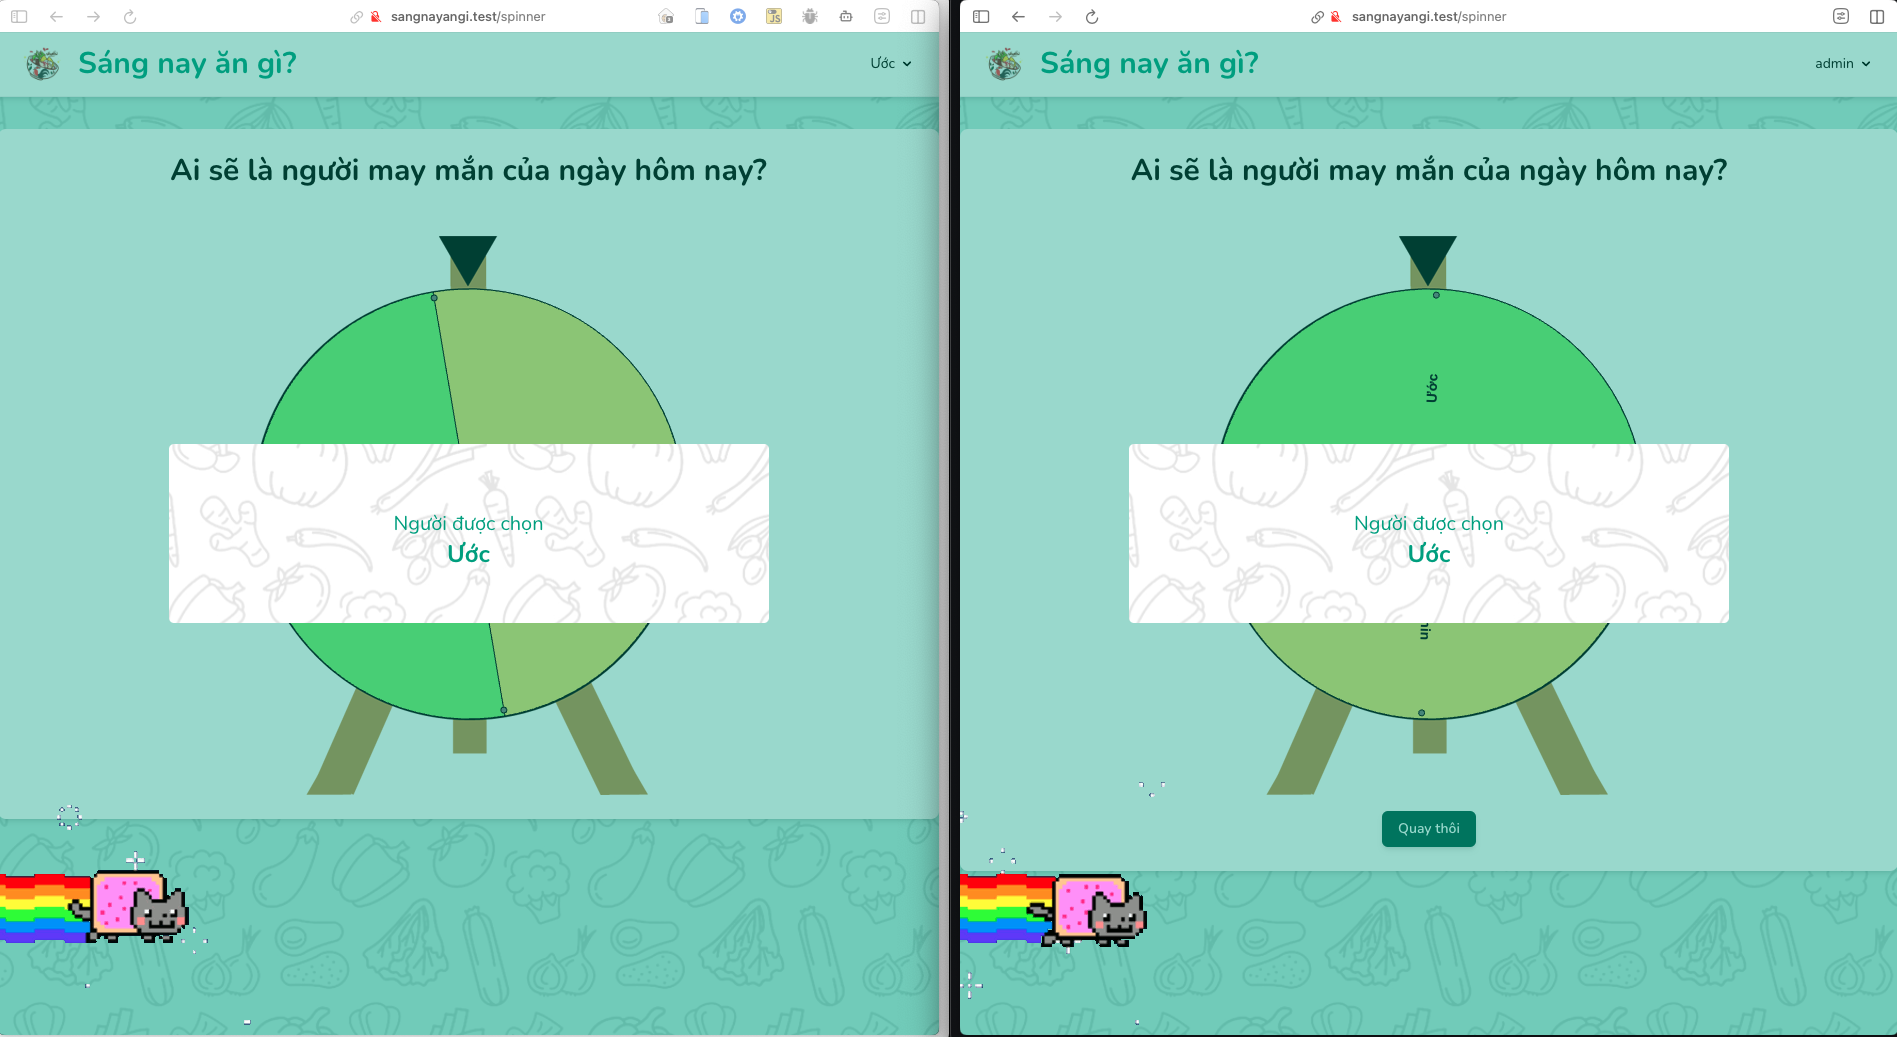 sangnayangi.test/spinner
Sáng nay ăn gì?
Ước
Ai sẽ là người may mắn của ngày hôm nay?
Người được chọn
Ước
sangnayangi.test/spinner
Sáng nay ăn gì?
admin
Ai sẽ là người may mắn của ngày hôm nay?
Ước
Người được chọn
Ước
Quay thôi